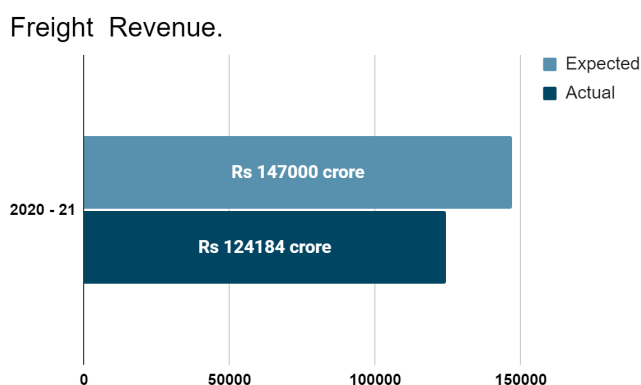 Freight Revenue.
Expected
Actual
Rs 147000 crore
2020 - 21
Rs 124184 crore
0 50000 100000 150000